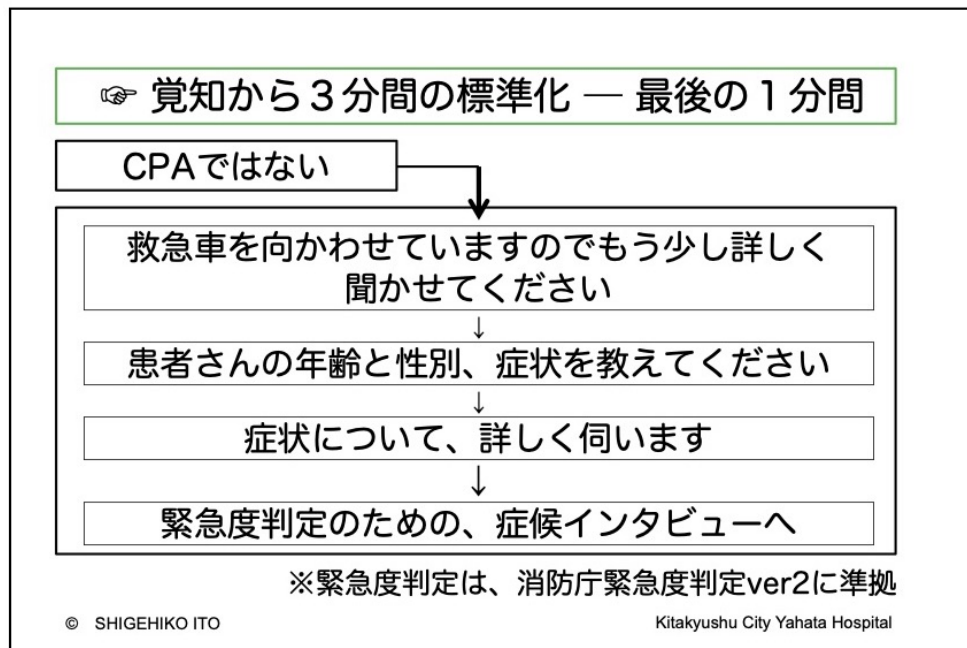 ☞ 覚知から３分間の標準化 ― 最後の１分間
CPAではない
救急車を向かわせていますのでもう少し詳しく
聞かせてください
↓
患者さんの年齢と性別、症状を教えてください
↓
症状について、詳しく伺います
↓
緊急度判定のための、症候インタビューへ
※緊急度判定は、消防庁緊急度判定ver2に準拠
© SHIGEHIKO ITO
Kitakyushu City Yahata Hospital